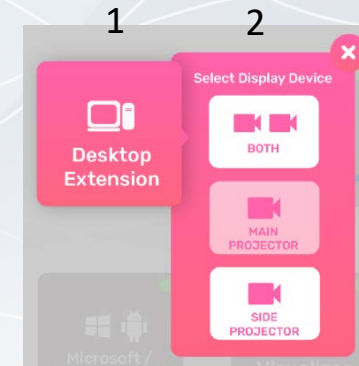 1 2
Select Display Device
Desktop
Extension
BOTH
MAIN
PROJECTOR
SIDE
PROJECTOR
Microsoft /